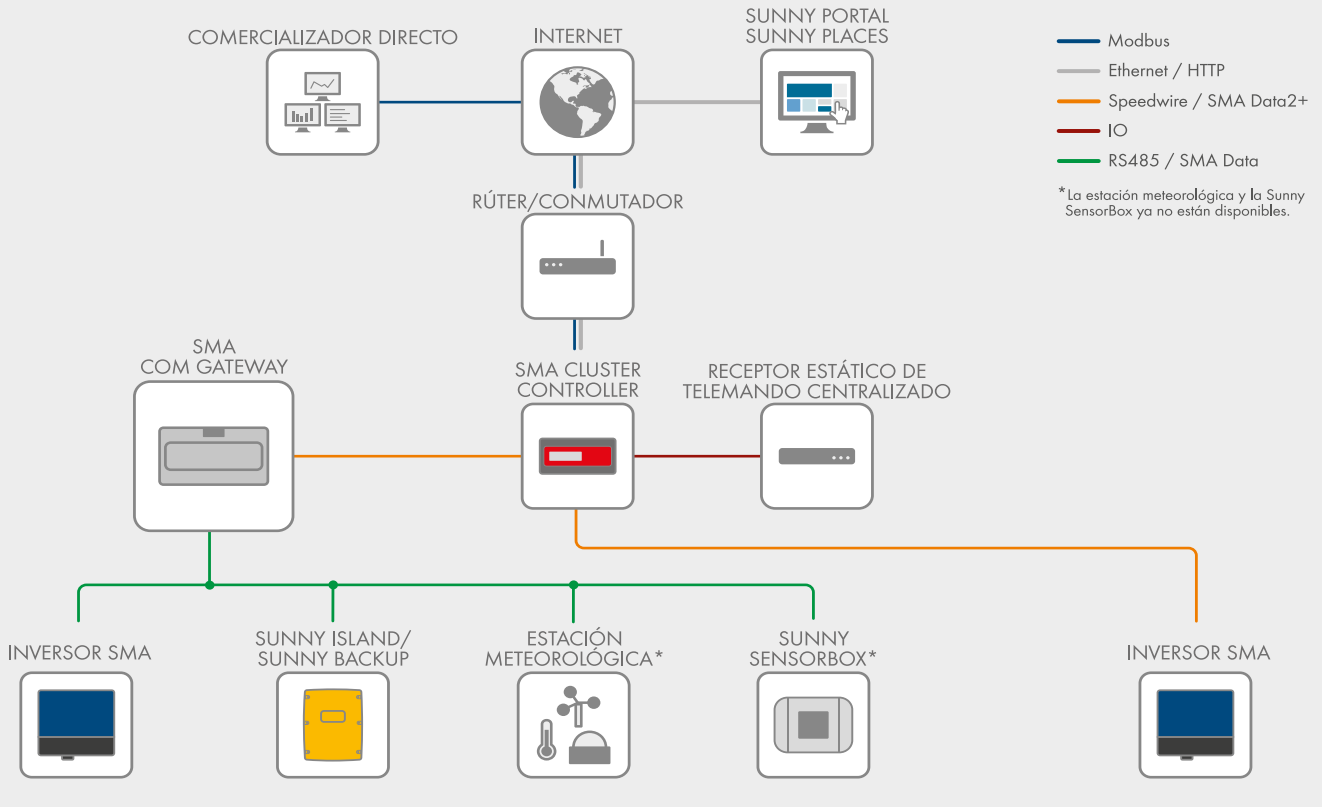 COMERCIALIZADOR DIRECTO
INTERNET
SUNNY PORTAL
SUNNY PLACES
Modbus
Ethernet / HTTP
Speedwire / SMA Data2+
IO
RS485 / SMA Data
*La estación meteorológica y la Sunny
SensorBox ya no están disponibles.
RÚTER/CONMUTADOR
SMA
COM GATEWAY
SMA CLUSTER
CONTROLLER
RECEPTOR ESTÁTICO DE
TELEMANDO CENTRALIZADO
INVERSOR SMA
SUNNY ISLAND/
SUNNY BACKUP
ESTACIÓN
METEOROLÓGICA*
SUNNY
SENSORBOX*
INVERSOR SMA